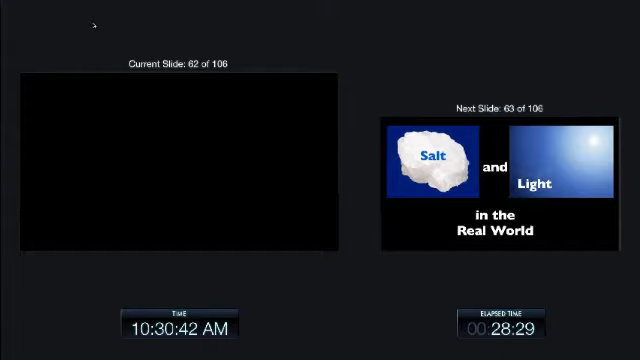 Current Slide: 62 of 106
Next Slide: 63 of 106
Salt
and
Light
in the
Real World
TIME
10:30:42 AM
ELAPSED TIME
00:28:29